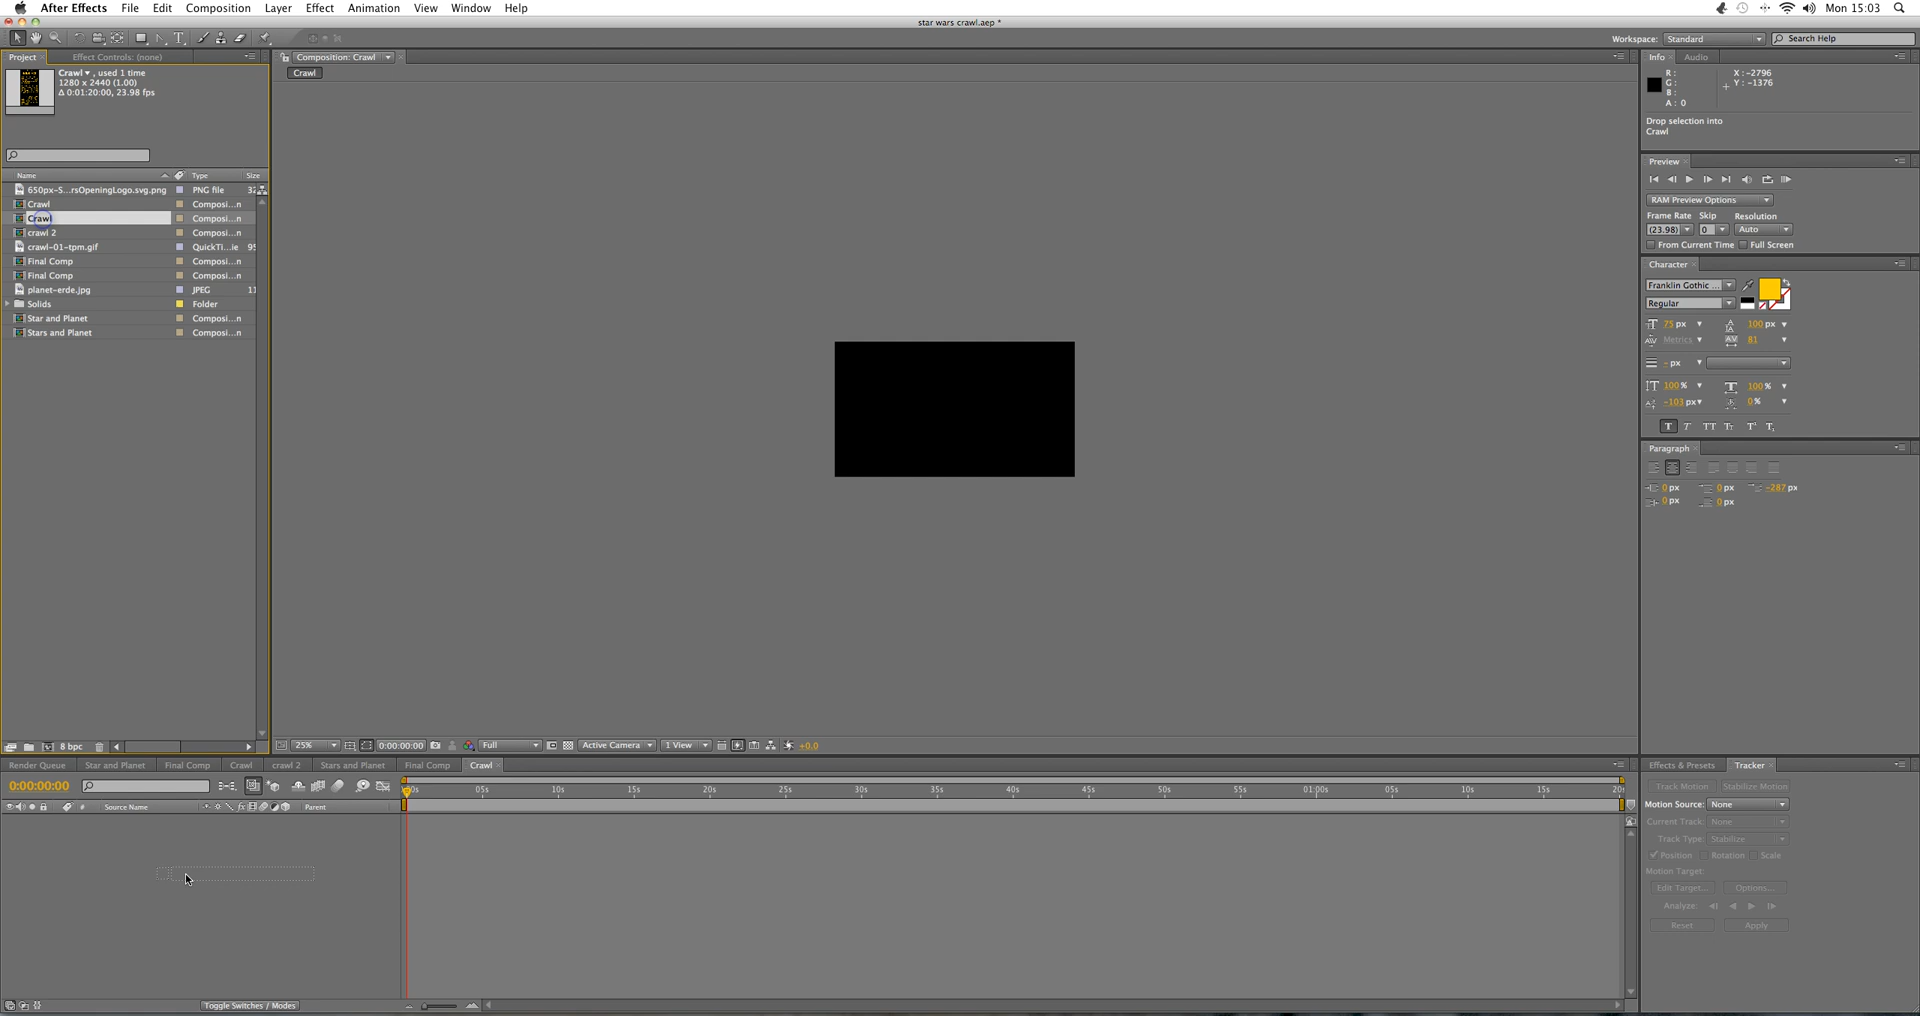 After Effects File Edit Composition Layer Effect Animation View Window Help Mon 15:03
star wars crawl.aep *
Workspace: Standard Search Help
Project Effect Controls: (none) Composition: Crawl Info Audio
Crawl , used 1 time
1280 x 2440 (1.00)
Δ 0:01:20:00, 23.98 fps
Crawl
R :
G :
B :
A : 0
X : -2796
Y : -1376
Drop selection into
Crawl
Preview
Name Type Size
650px-S...rsOpeningLogo.svg.png PNG file
Crawl Composi...n
Crawl Composi...n
crawl 2 Composi...n
crawl-01-tpm.gif QuickTi...ie 95
Final Comp Composi...n
Final Comp Composi...n
planet-erde.jpg JPEG 11
Solids Folder
Star and Planet Composi...n
Stars and Planet Composi...n
RAM Preview Options
Frame Rate Skip Resolution
(23.98) 0 Auto
From Current Time Full Screen
Character
Franklin Gothic ...
Regular
75 px 100 px
Metrics 81
- px
100 % 100 %
-103 px 0 %
T T TT Tt T¹ T₁
Paragraph
0 px 0 px -287 px
0 px 0 px
8 bpc 25% 0:00:00:00 Full Active Camera 1 View +0.0
Render Queue Star and Planet Final Comp Crawl crawl 2 Stars and Planet Final Comp Crawl
0:00:00:00
:00s 05s 10s 15s 20s 25s 30s 35s 40s 45s 50s 55s 01:00s 05s 10s 15s 20s
# Source Name fx Parent
Toggle Switches / Modes
Effects & Presets Tracker
Track Motion Stabilize Motion
Motion Source: None
Current Track: None
Track Type: Stabilize
Position Rotation Scale
Motion Target:
Edit Target... Options...
Analyze:
Reset Apply